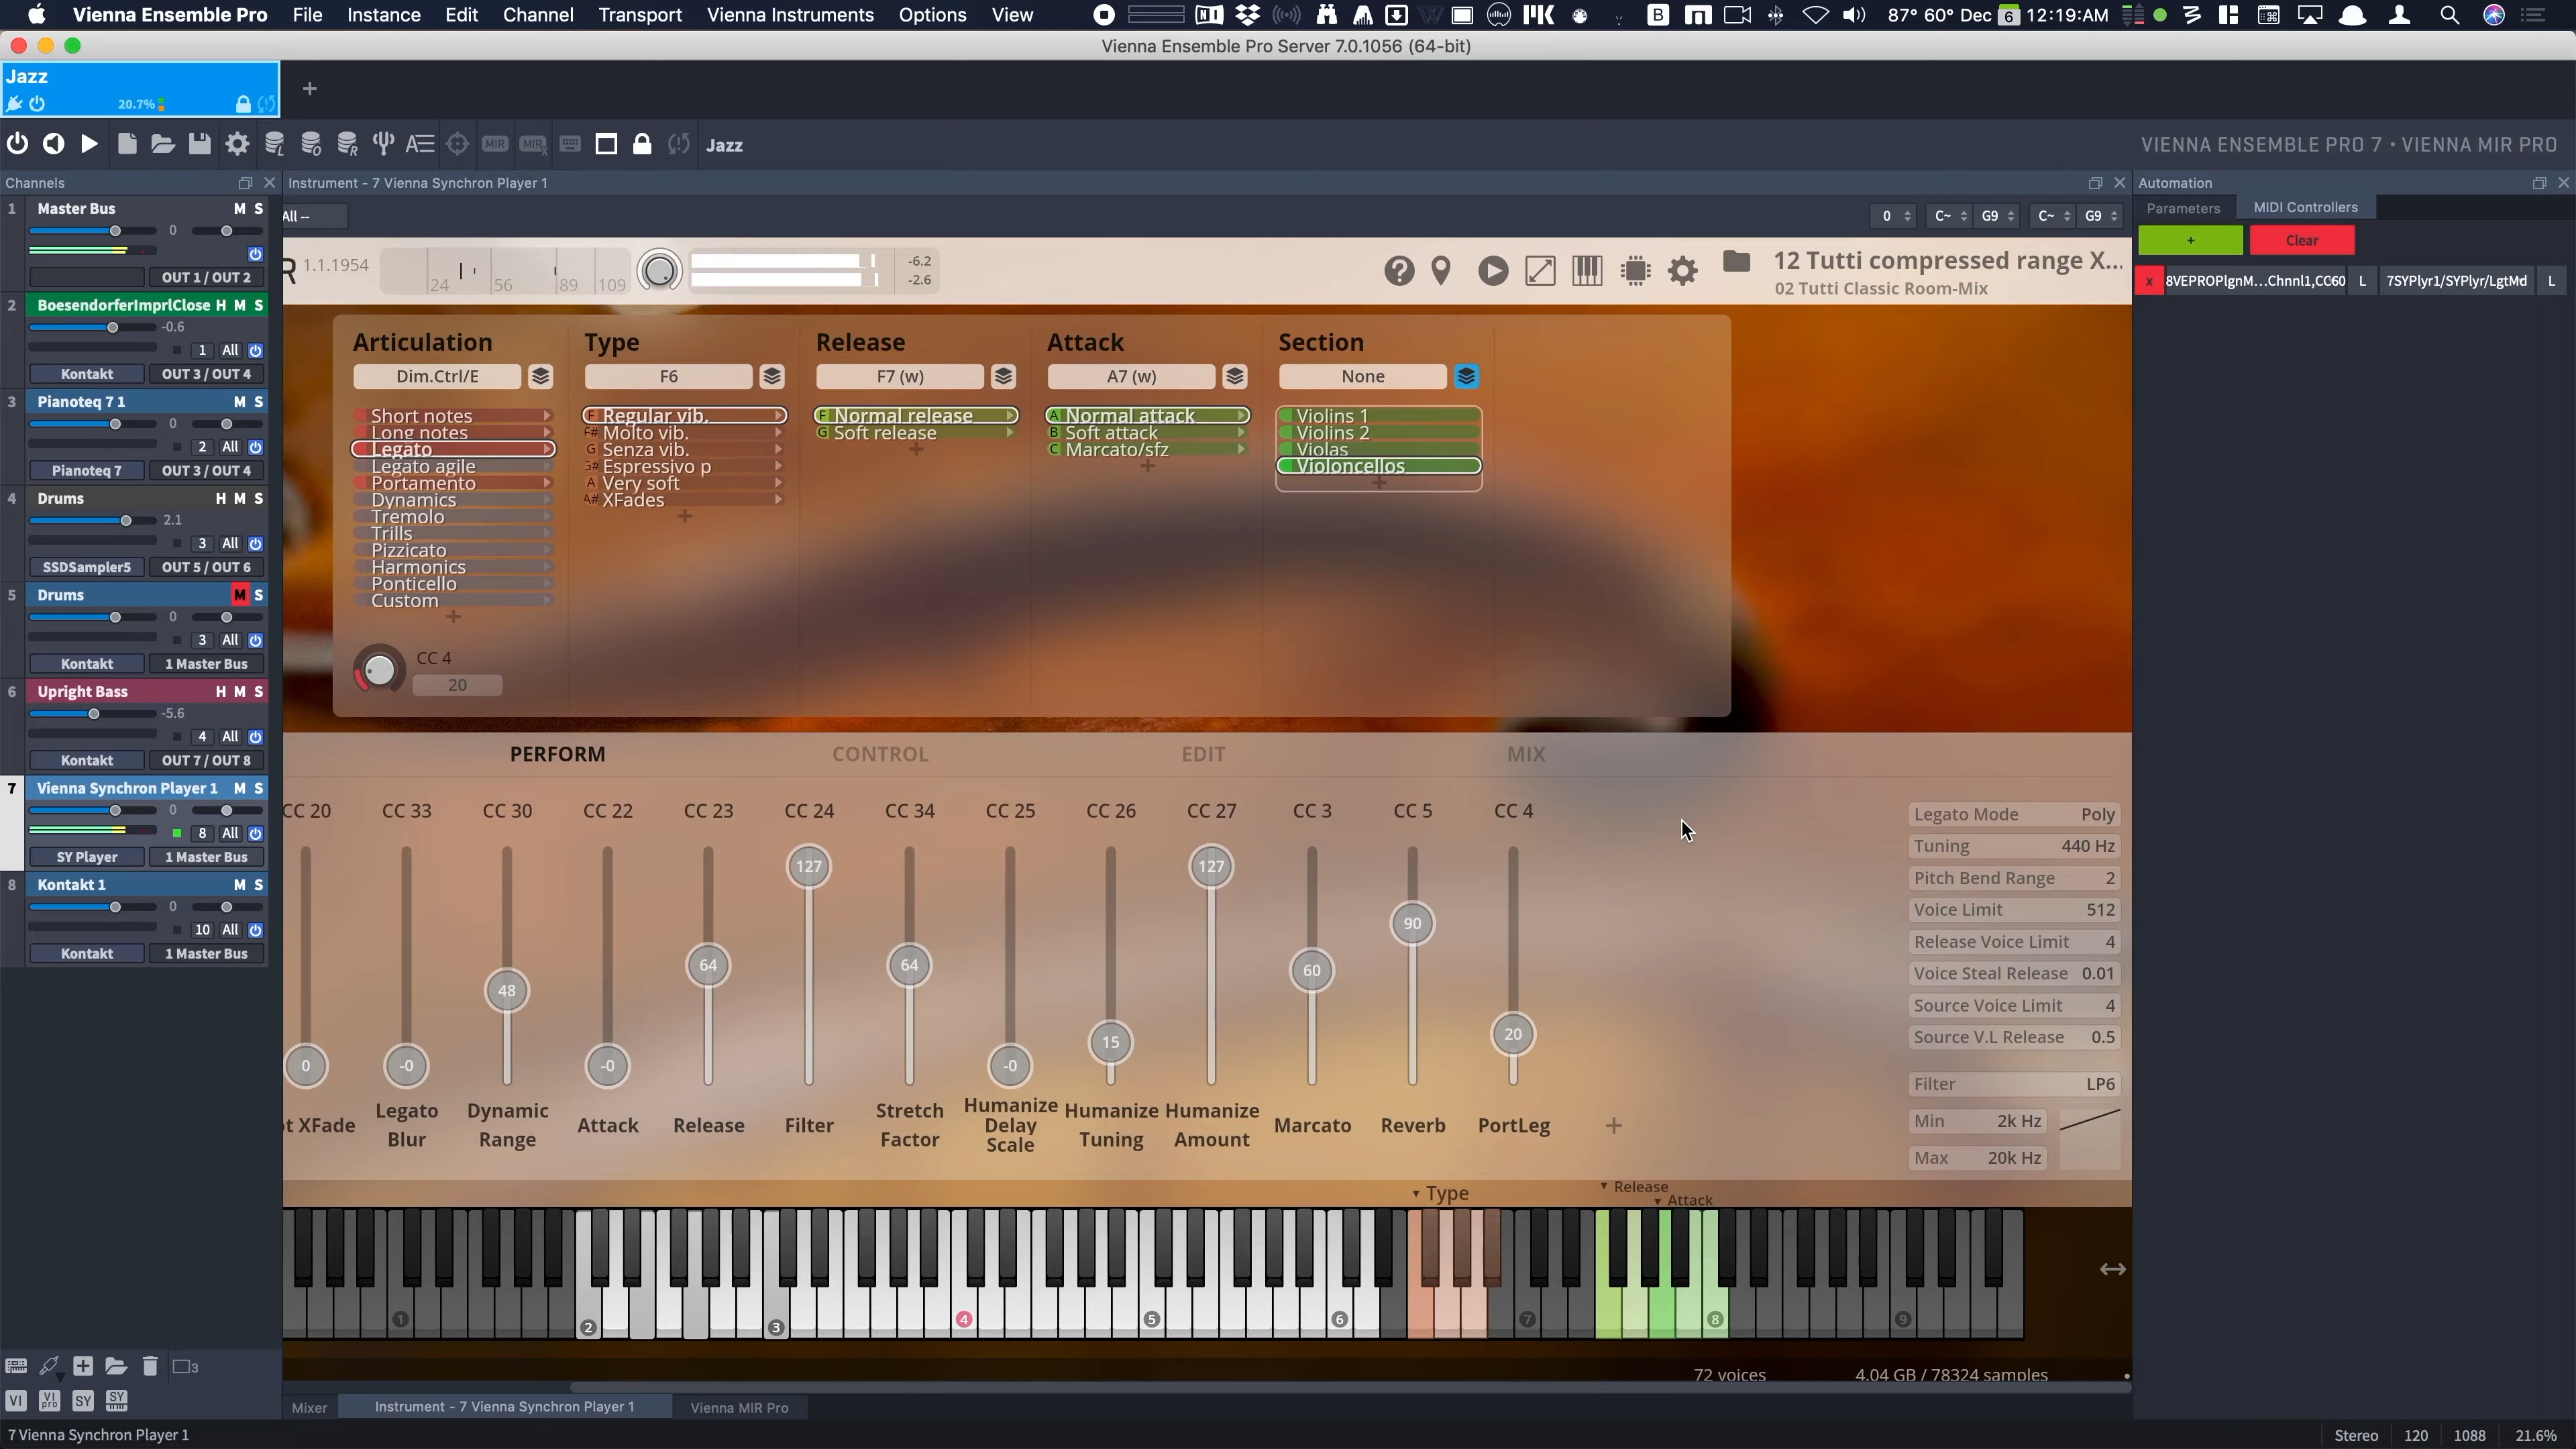 Vienna Ensemble Pro File Instance Edit Channel Transport Vienna Instruments Options View 87° 60° Dec 6 12:19:AM
Vienna Ensemble Pro Server 7.0.1056 (64-bit)
Jazz
20.7%
Jazz
VIENNA ENSEMBLE PRO 7 • VIENNA MIR PRO
Channels
Instrument - 7 Vienna Synchron Player 1
Automation
All --
0 C~ G9 C~ G9
Parameters MIDI Controllers
+ Clear
x 8VEPROPlgnM...Chnnl1,CC60 L 7SYPlyr1/SYPlyr/LgtMd L
1 Master Bus M S
0
OUT 1 / OUT 2
2 BoesendorferImprlClose H M S
-0.6
1 All
Kontakt OUT 3 / OUT 4
3 Pianoteq 7 1 M S
0
2 All
Pianoteq 7 OUT 3 / OUT 4
4 Drums H M S
2.1
3 All
SSDSampler5 OUT 5 / OUT 6
5 Drums M S
0
3 All
Kontakt 1 Master Bus
6 Upright Bass H M S
-5.6
4 All
Kontakt OUT 7 / OUT 8
7 Vienna Synchron Player 1 M S
0
8 All
SY Player 1 Master Bus
8 Kontakt 1 M S
0
10 All
Kontakt 1 Master Bus
R 1.1.1954
24 56 89 109
-6.2
-2.6
12 Tutti compressed range X...
02 Tutti Classic Room-Mix
Articulation Type Release Attack Section
Dim.Ctrl/E F6 F7 (w) A7 (w) None
Short notes
Long notes
Legato
Legato agile
Portamento
Dynamics
Tremolo
Trills
Pizzicato
Harmonics
Ponticello
Custom
F Regular vib.
F# Molto vib.
G Senza vib.
G# Espressivo p
A Very soft
A# XFades
F Normal release
G Soft release
A Normal attack
B Soft attack
C Marcato/sfz
Violins 1
Violins 2
Violas
Violoncellos
CC 4
20
PERFORM CONTROL EDIT MIX
CC 20 CC 33 CC 30 CC 22 CC 23 CC 24 CC 34 CC 25 CC 26 CC 27 CC 3 CC 5 CC 4
0 -0 48 -0 64 127 64 -0 15 127 60 90 20
t XFade
Legato Blur
Dynamic Range
Attack
Release
Filter
Stretch Factor
Humanize Delay Scale
Humanize Tuning
Humanize Amount
Marcato
Reverb
PortLeg
Legato Mode Poly
Tuning 440 Hz
Pitch Bend Range 2
Voice Limit 512
Release Voice Limit 4
Voice Steal Release 0.01
Source Voice Limit 4
Source V.L Release 0.5
Filter LP6
Min 2k Hz
Max 20k Hz
Type
Release
Attack
1 2 3 4 5 6 7 8 9
72 voices 4.04 GB / 78324 samples
3
VI VI pro SY SY
Mixer Instrument - 7 Vienna Synchron Player 1 Vienna MIR Pro
7 Vienna Synchron Player 1
Stereo 120 1088 21.6%